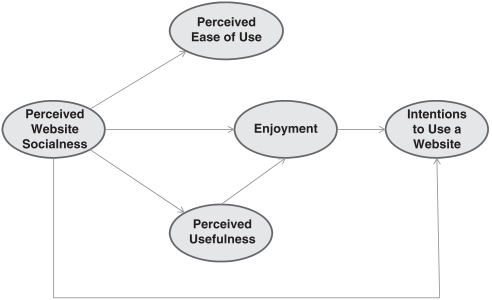 Perceived
Ease of Use
Perceived
Website
Socialness
Enjoyment
Intentions
to Use a
Website
Perceived
Usefulness